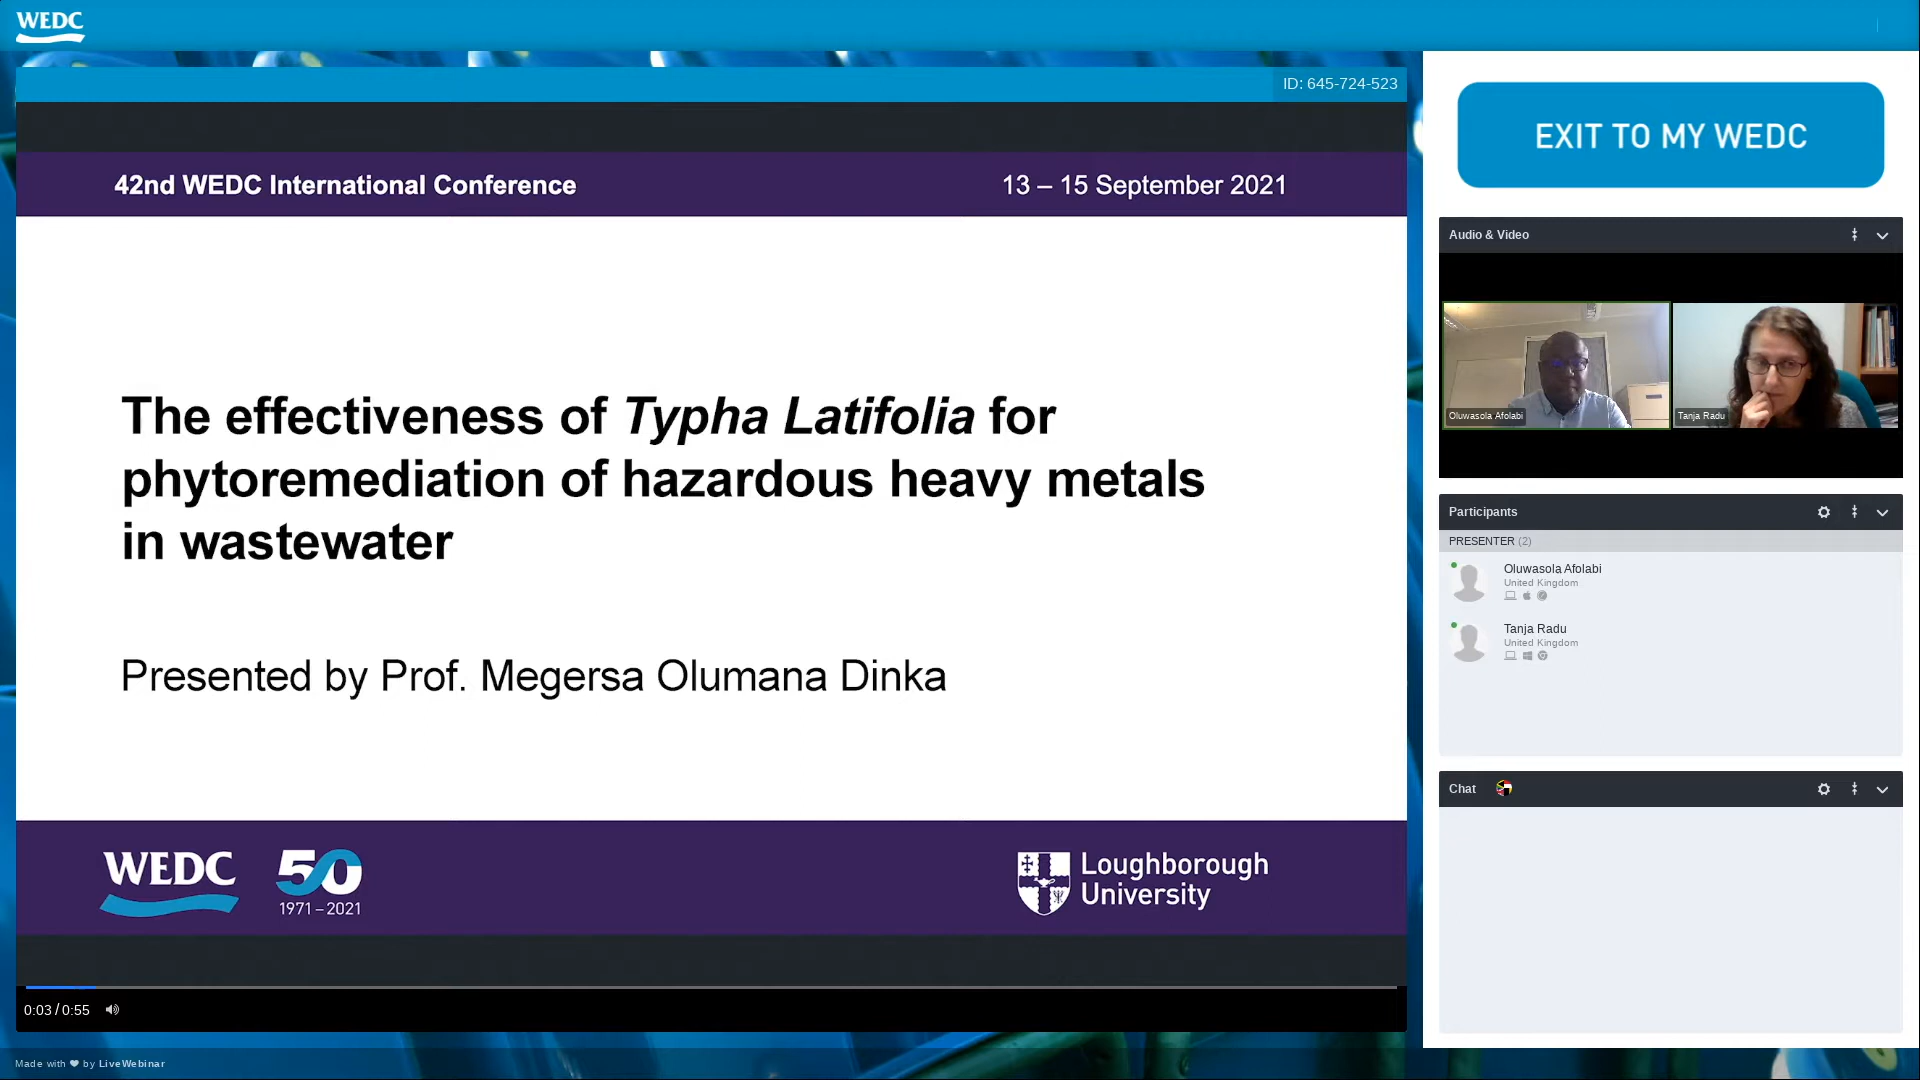 WEDC
ID: 645-724-523
42nd WEDC International Conference
13 – 15 September 2021
The effectiveness of Typha Latifolia for
phytoremediation of hazardous heavy metals
in wastewater
Presented by Prof. Megersa Olumana Dinka
WEDC
50
1971 – 2021
Loughborough
University
0:03 / 0:55
Made with ❤ by LiveWebinar
EXIT TO MY WEDC
Audio & Video
Oluwasola Afolabi
Tanja Radu
Participants
PRESENTER (2)
Oluwasola Afolabi
United Kingdom
Tanja Radu
United Kingdom
Chat